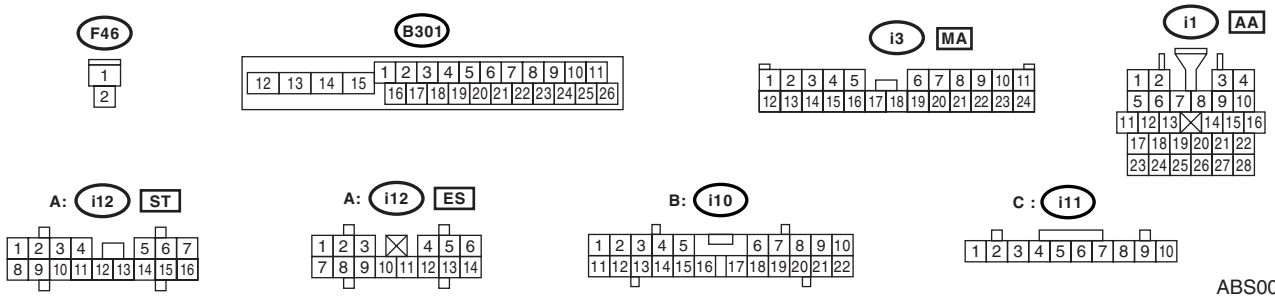 F46
B301
i3 MA
i1 AA
1
2
12 13 14 15
1 2 3 4 5 6 7 8 9 10 11
16 17 18 19 20 21 22 23 24 25 26
1 2 3 4 5 6 7 8 9 10 11
12 13 14 15 16 17 18 19 20 21 22 23 24
1 2 3 4
5 6 7 8 9 10
11 12 13 14 15 16
17 18 19 20 21 22
23 24 25 26 27 28
A: i12 ST
A: i12 ES
B: i10
C : i11
1 2 3 4 5 6 7
8 9 10 11 12 13 14 15 16
1 2 3 4 5 6
7 8 9 10 11 12 13 14
1 2 3 4 5 6 7 8 9 10
11 12 13 14 15 16 17 18 19 20 21 22
1 2 3 4 5 6 7 8 9 10
ABS00